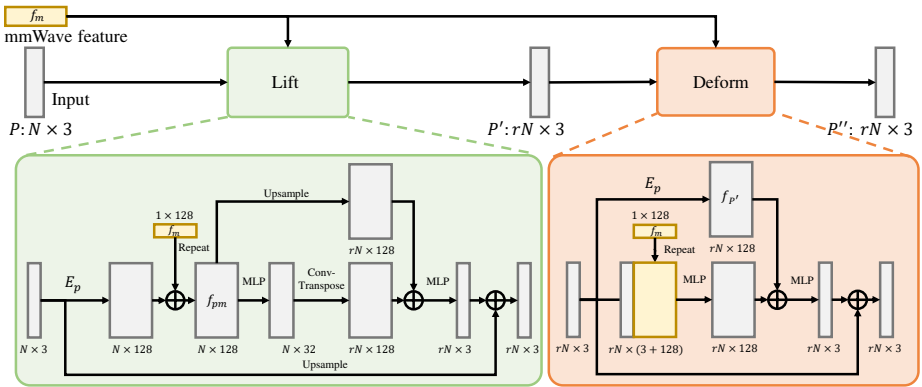 f_m
mmWave feature
Input
Lift
Deform
P: N × 3
P′: rN × 3
P′′: rN × 3
Upsample
1 × 128
f_m
Repeat
rN × 128
E_p
f_pm
MLP
Conv-
Transpose
MLP
N × 3
N × 128
N × 128
N × 32
rN × 128
rN × 3
rN × 3
Upsample
E_p
f_P′
1 × 128
f_m
Repeat
rN × 128
MLP
MLP
rN × 3
rN × (3 + 128)
rN × 128
rN × 3
rN × 3